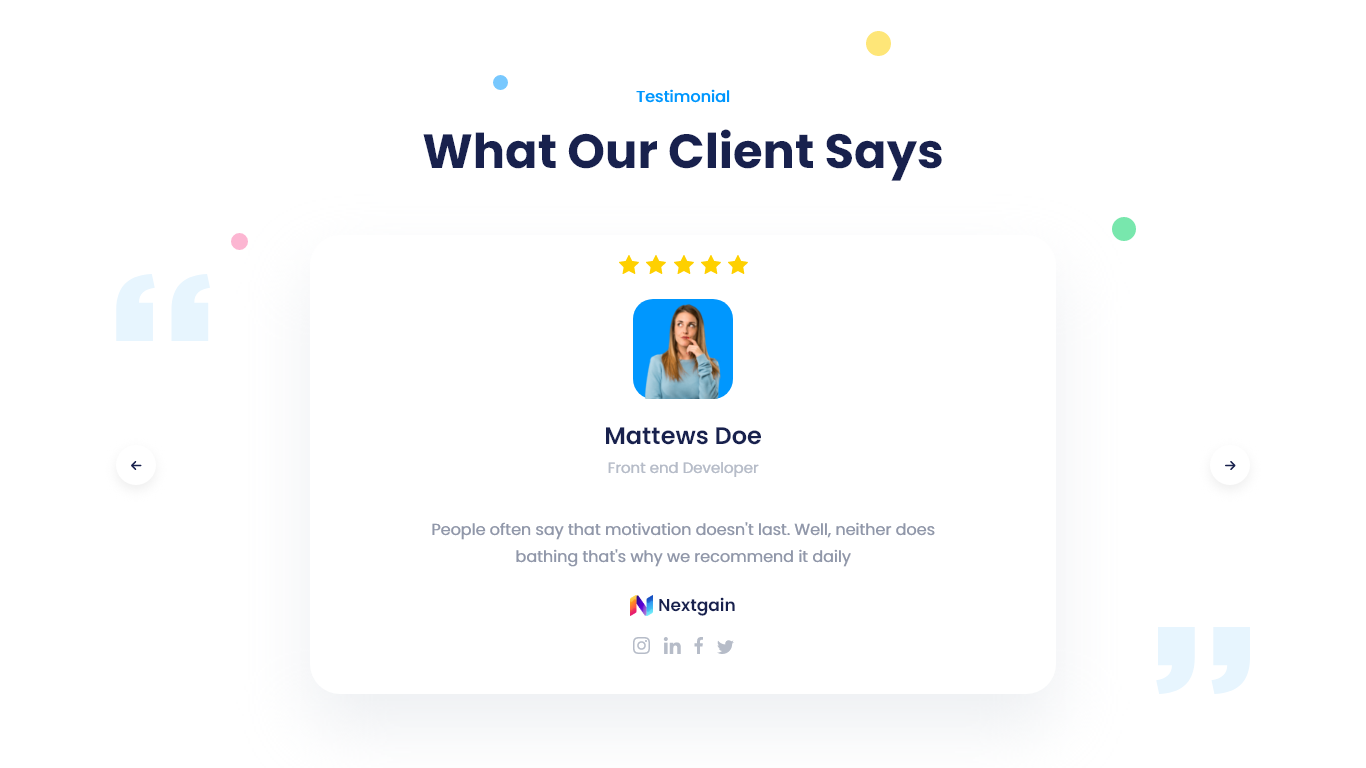 Testimonial
What Our Client Says
Mattews Doe
Front end Developer
People often say that motivation doesn't last. Well, neither does
bathing that's why we recommend it daily
Nextgain